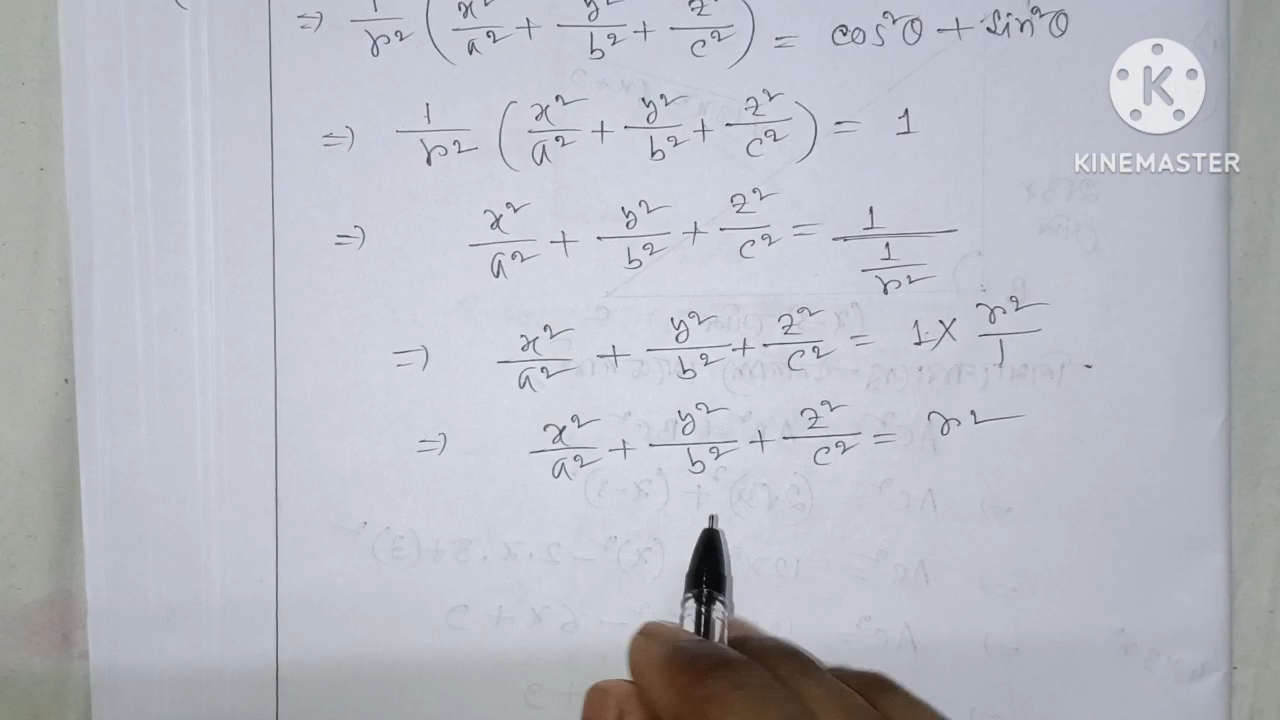 => 1/r² ( x²/a² + y²/b² + z²/c² ) = cos²θ + sin²θ
=> 1/r² ( x²/a² + y²/b² + z²/c² ) = 1
=> x²/a² + y²/b² + z²/c² = 1/(1/r²)
=> x²/a² + y²/b² + z²/c² = 1 × r²/1
=> x²/a² + y²/b² + z²/c² = r²
K
KINEMASTER